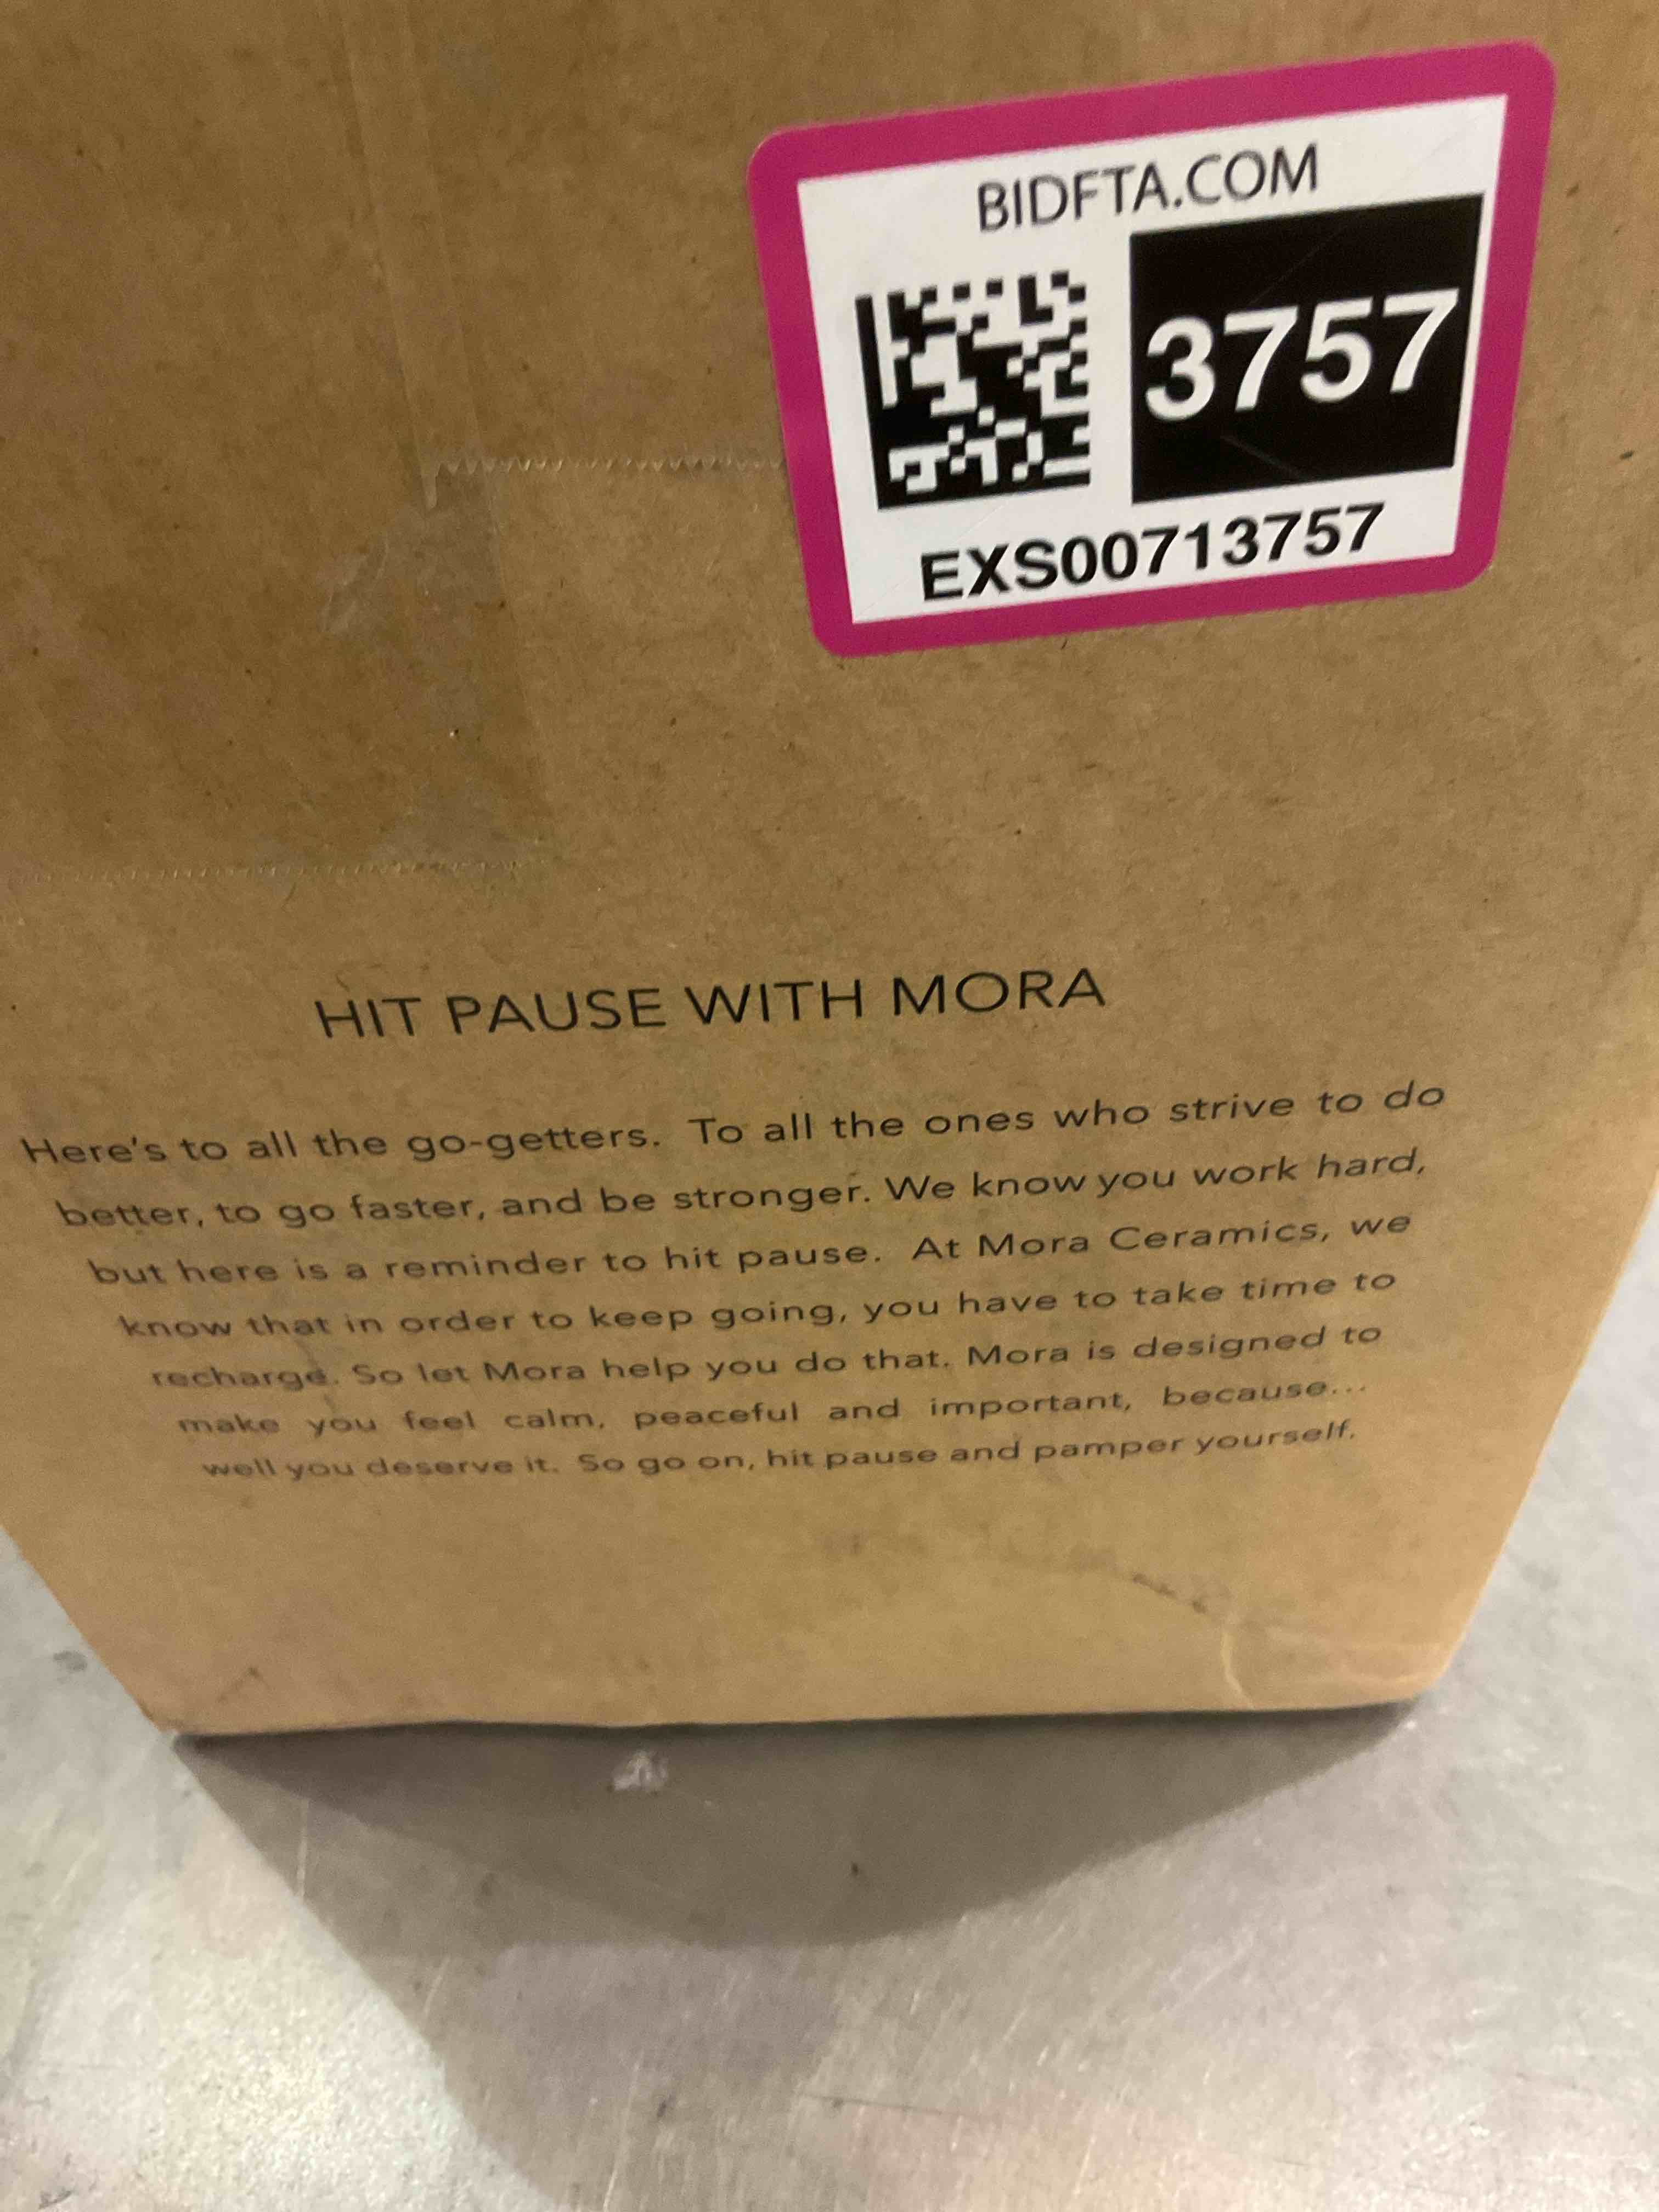 BIDFTA.COM
3757
EXS00713757
HIT PAUSE WITH MORA
Here's to all the go-getters. To all the ones who strive to do
better, to go faster, and be stronger. We know you work hard,
but here is a reminder to hit pause. At Mora Ceramics, we
know that in order to keep going, you have to take time to
recharge. So let Mora help you do that. Mora is designed to
make you feel calm, peaceful and important, because...
well you deserve it. So go on, hit pause and pamper yourself.